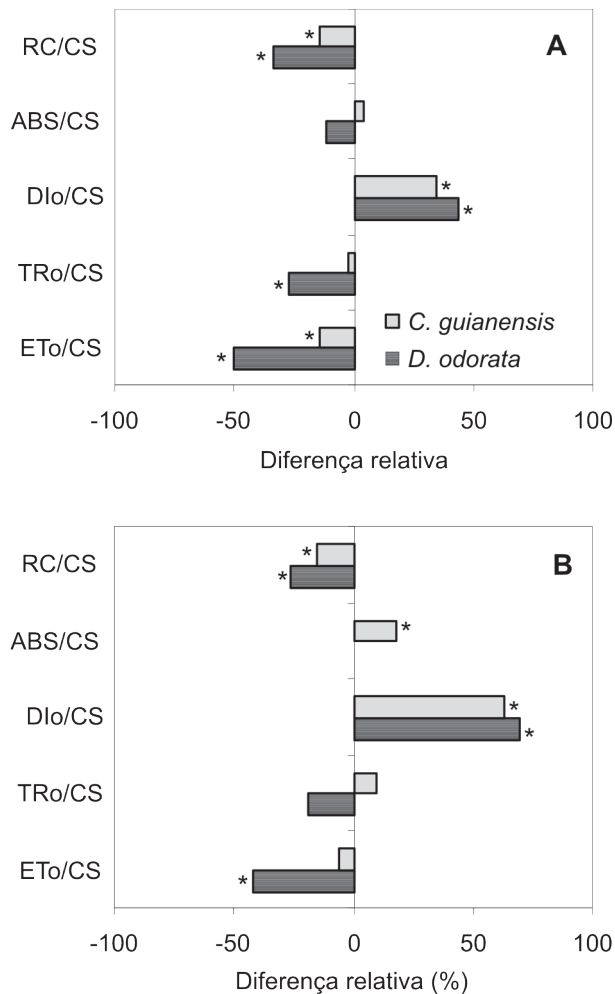 A
RC/CS
*
*
ABS/CS
DIo/CS
*
*
TRo/CS
*
ETo/CS
*
*
C. guianensis
D. odorata
-100 -50 0 50 100
Diferença relativa
B
RC/CS
*
*
ABS/CS
*
DIo/CS
*
*
TRo/CS
ETo/CS
*
-100 -50 0 50 100
Diferença relativa (%)